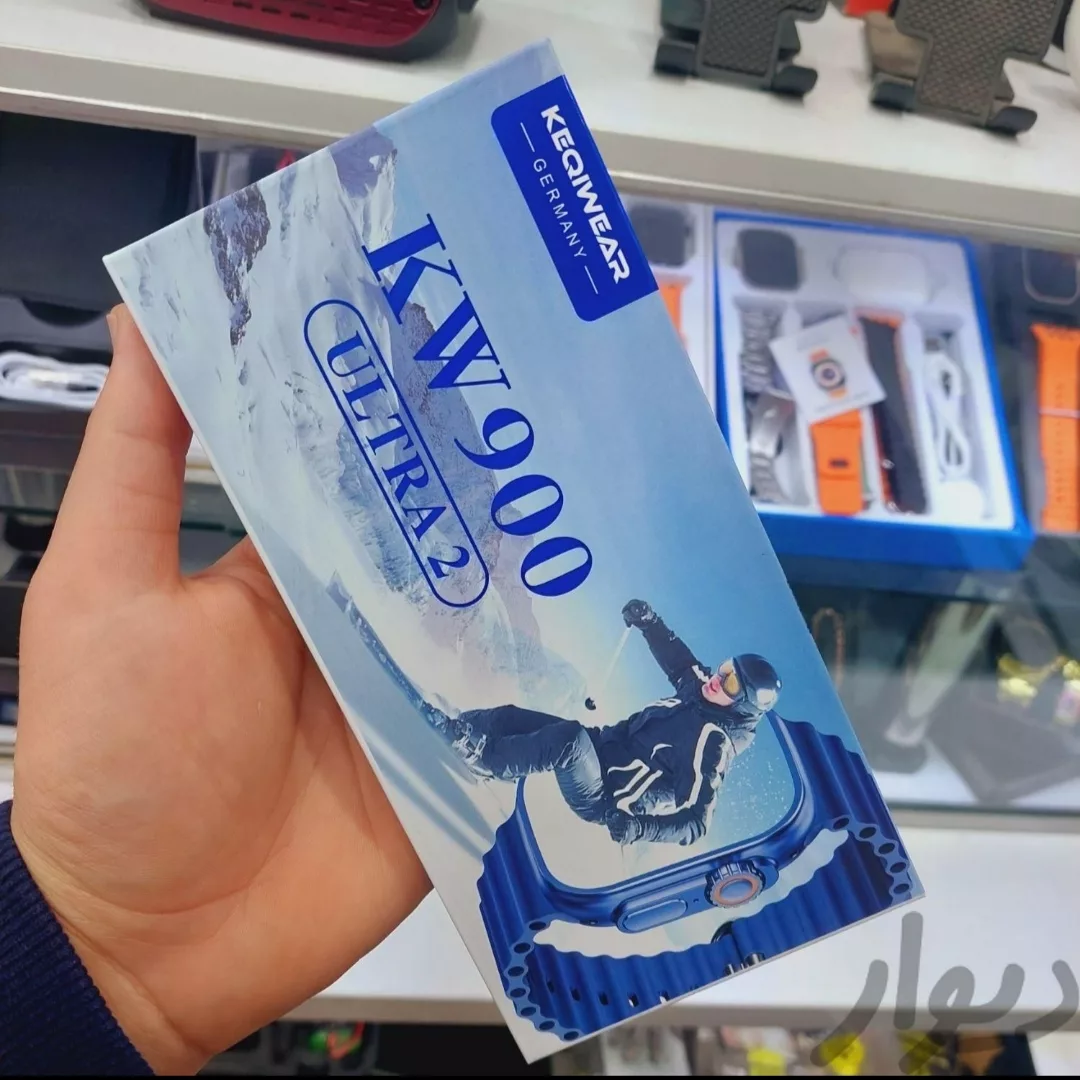 KEQIWEAR
GERMANY
KW900
ULTRA 2
دیوار